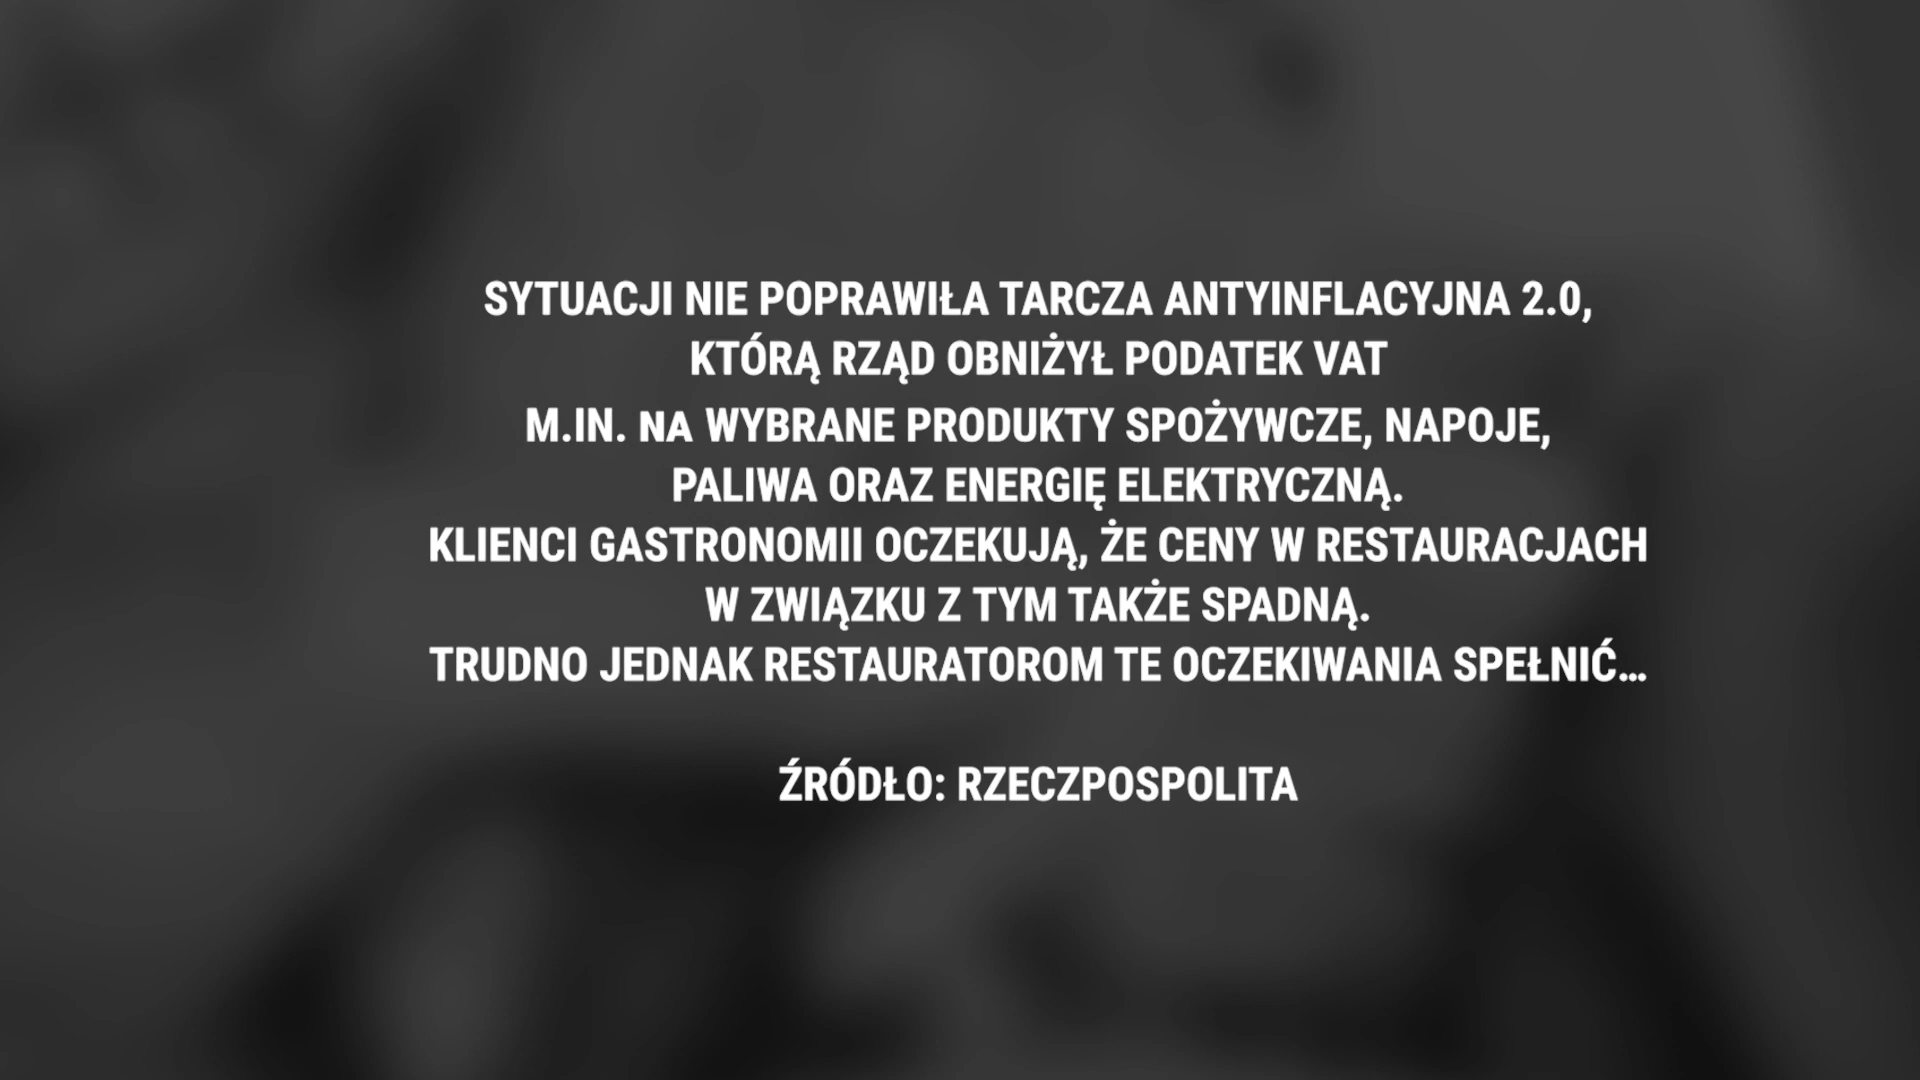 SYTUACJI NIE POPRAWIŁA TARCZA ANTYINFLACYJNA 2.0,
KTÓRĄ RZĄD OBNIŻYŁ PODATEK VAT
M.IN. NA WYBRANE PRODUKTY SPOŻYWCZE, NAPOJE,
PALIWA ORAZ ENERGIĘ ELEKTRYCZNĄ.
KLIENCI GASTRONOMII OCZEKUJĄ, ŻE CENY W RESTAURACJACH
W ZWIĄZKU Z TYM TAKŻE SPADNĄ.
TRUDNO JEDNAK RESTAURATOROM TE OCZEKIWANIA SPEŁNIĆ...
ŹRÓDŁO: RZECZPOSPOLITA